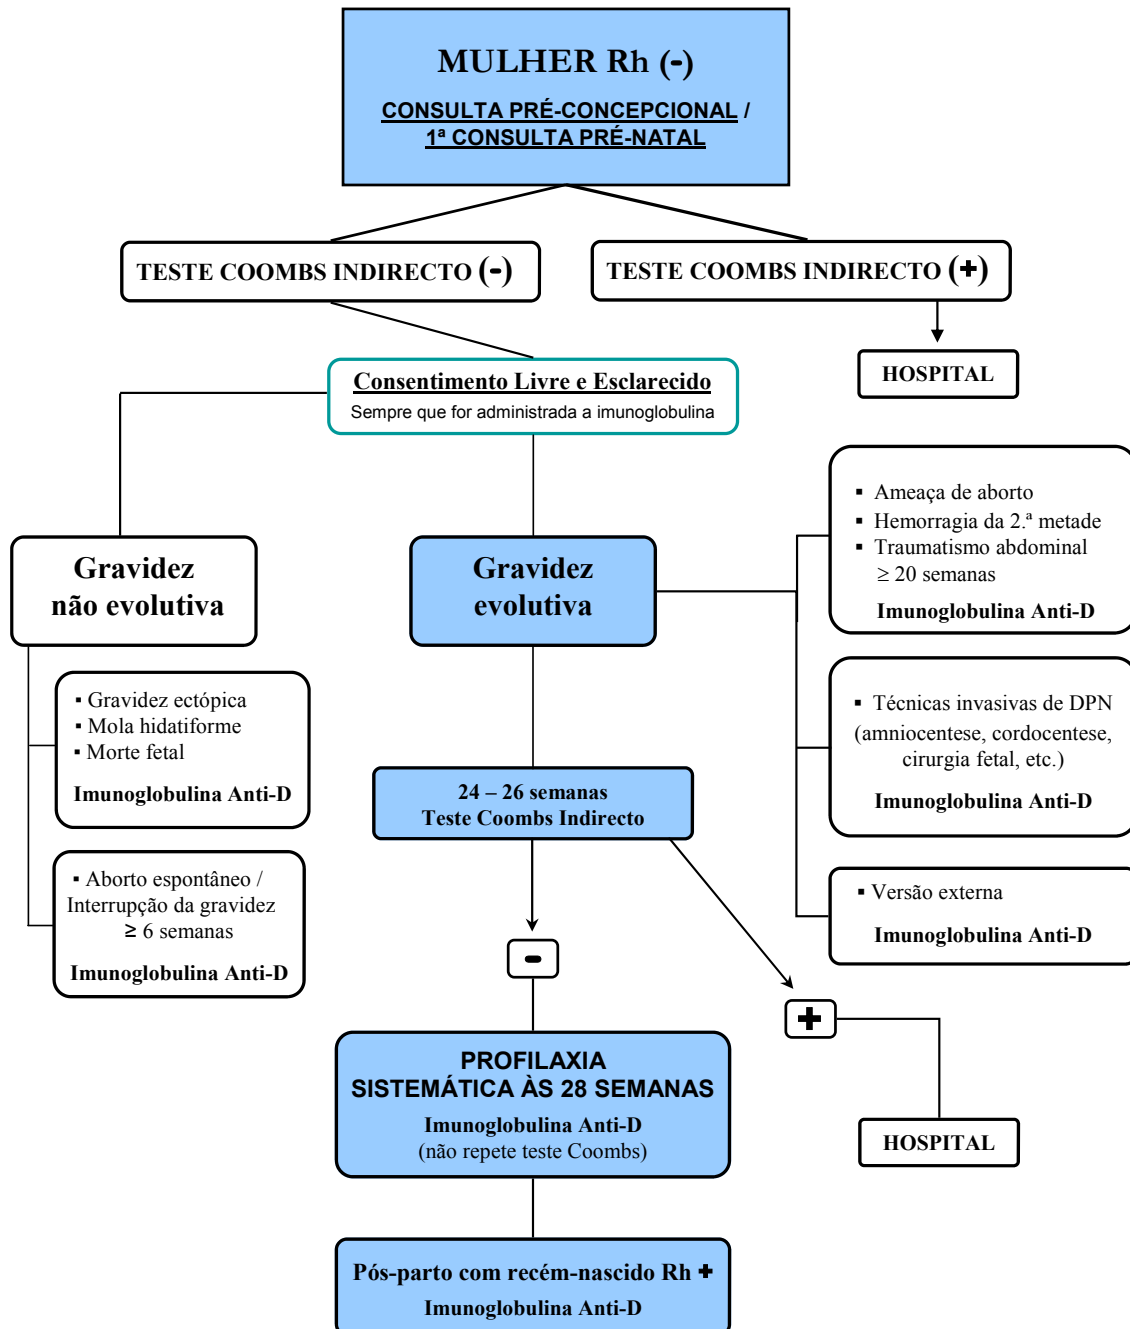 MULHER Rh (-)
CONSULTA PRÉ-CONCEPCIONAL /
1ª CONSULTA PRÉ-NATAL
TESTE COOMBS INDIRECTO (-)
TESTE COOMBS INDIRECTO (+)
HOSPITAL
Consentimento Livre e Esclarecido
Sempre que for administrada a imunoglobulina
Gravidez
não evolutiva
▪ Gravidez ectópica
▪ Mola hidatiforme
▪ Morte fetal
Imunoglobulina Anti-D
▪ Aborto espontâneo /
Interrupção da gravidez
≥ 6 semanas
Imunoglobulina Anti-D
Gravidez
evolutiva
▪ Ameaça de aborto
▪ Hemorragia da 2.ª metade
▪ Traumatismo abdominal
≥ 20 semanas
Imunoglobulina Anti-D
▪ Técnicas invasivas de DPN
(amniocentese, cordocentese,
cirurgia fetal, etc.)
Imunoglobulina Anti-D
▪ Versão externa
Imunoglobulina Anti-D
24 – 26 semanas
Teste Coombs Indirecto
-
+
HOSPITAL
PROFILAXIA
SISTEMÁTICA ÀS 28 SEMANAS
Imunoglobulina Anti-D
(não repete teste Coombs)
Pós-parto com recém-nascido Rh +
Imunoglobulina Anti-D